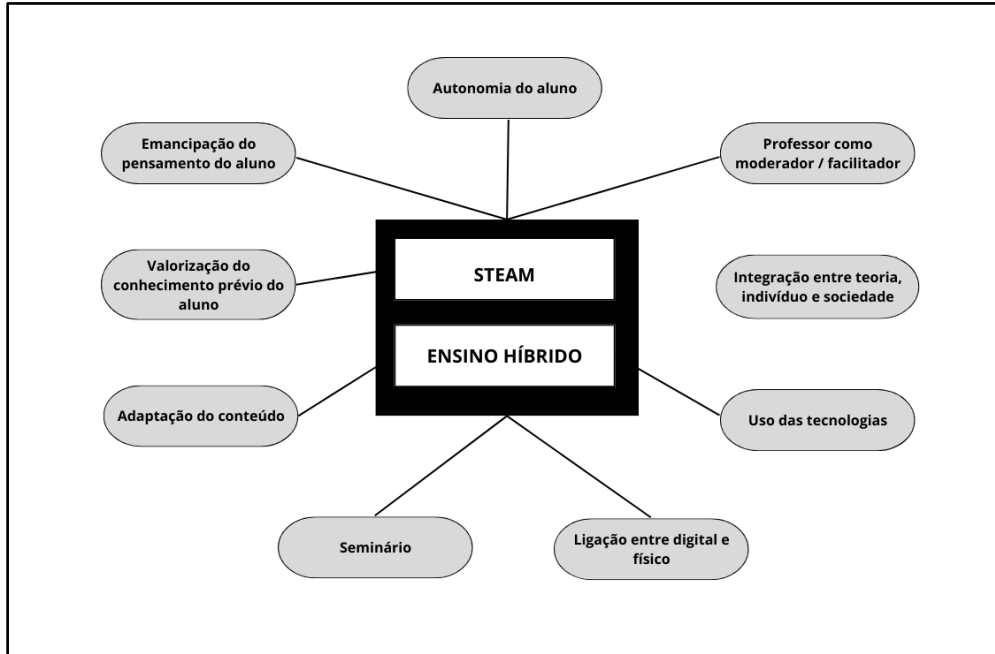 Autonomia do aluno
Emancipação do
pensamento do aluno
Professor como
moderador / facilitador
Valorização do
conhecimento prévio do
aluno
STEAM
Integração entre teoria,
indivíduo e sociedade
ENSINO HÍBRIDO
Adaptação do conteúdo
Uso das tecnologias
Seminário
Ligação entre digital e
físico